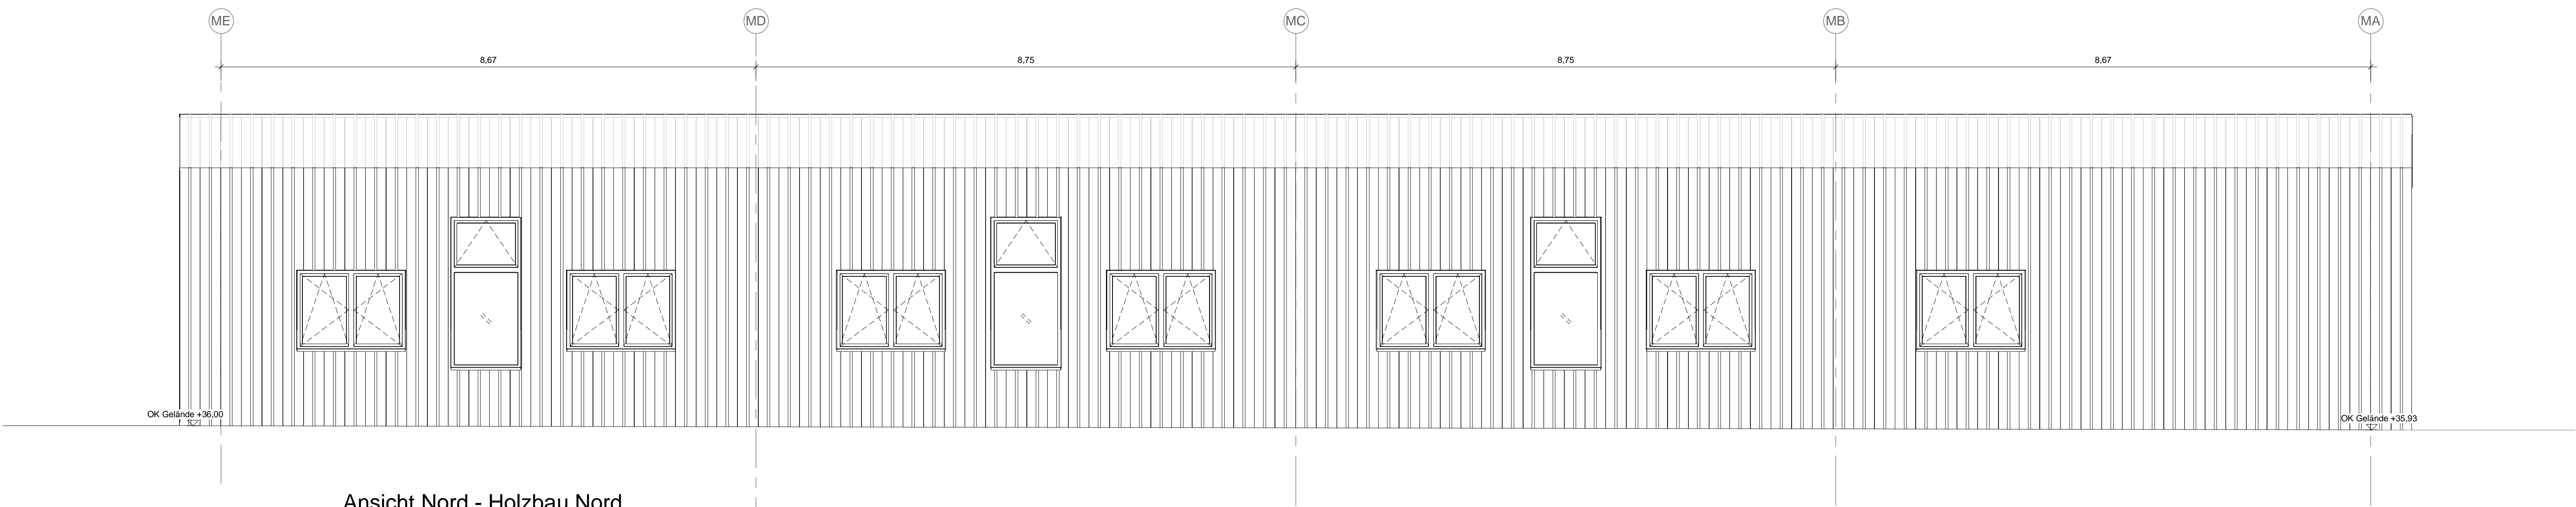 ME MD MC MB MA
8,67 8,75 8,75 8,67
OK Gelände +36,00
OK Gelände +35,93
Ansicht Nord - Holzbau Nord